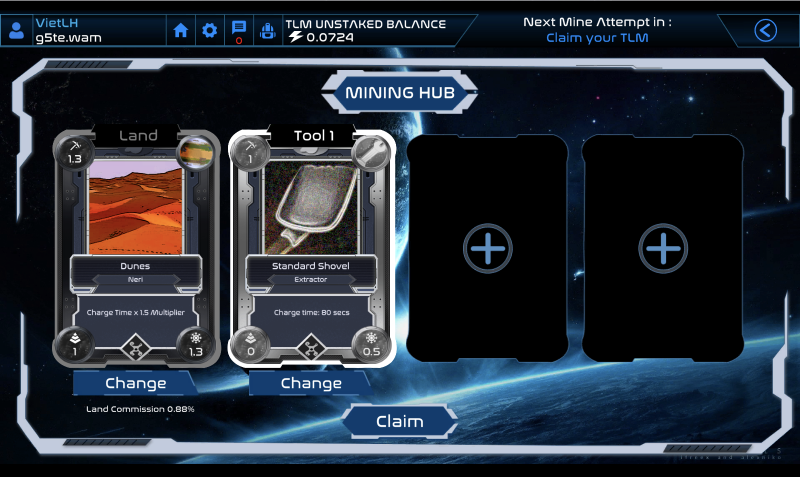 VietLH
g5te.wam
0
TLM UNSTAKED BALANCE
0.0724
Next Mine Attempt in :
Claim your TLM
MINING HUB
Land
1.3
Dunes
Neri
Charge Time x 1.5 Multiplier
1
1.3
Change
Land Commission 0.88%
Tool 1
1
Standard Shovel
Extractor
Charge time: 80 secs
0
0.5
Change
Claim